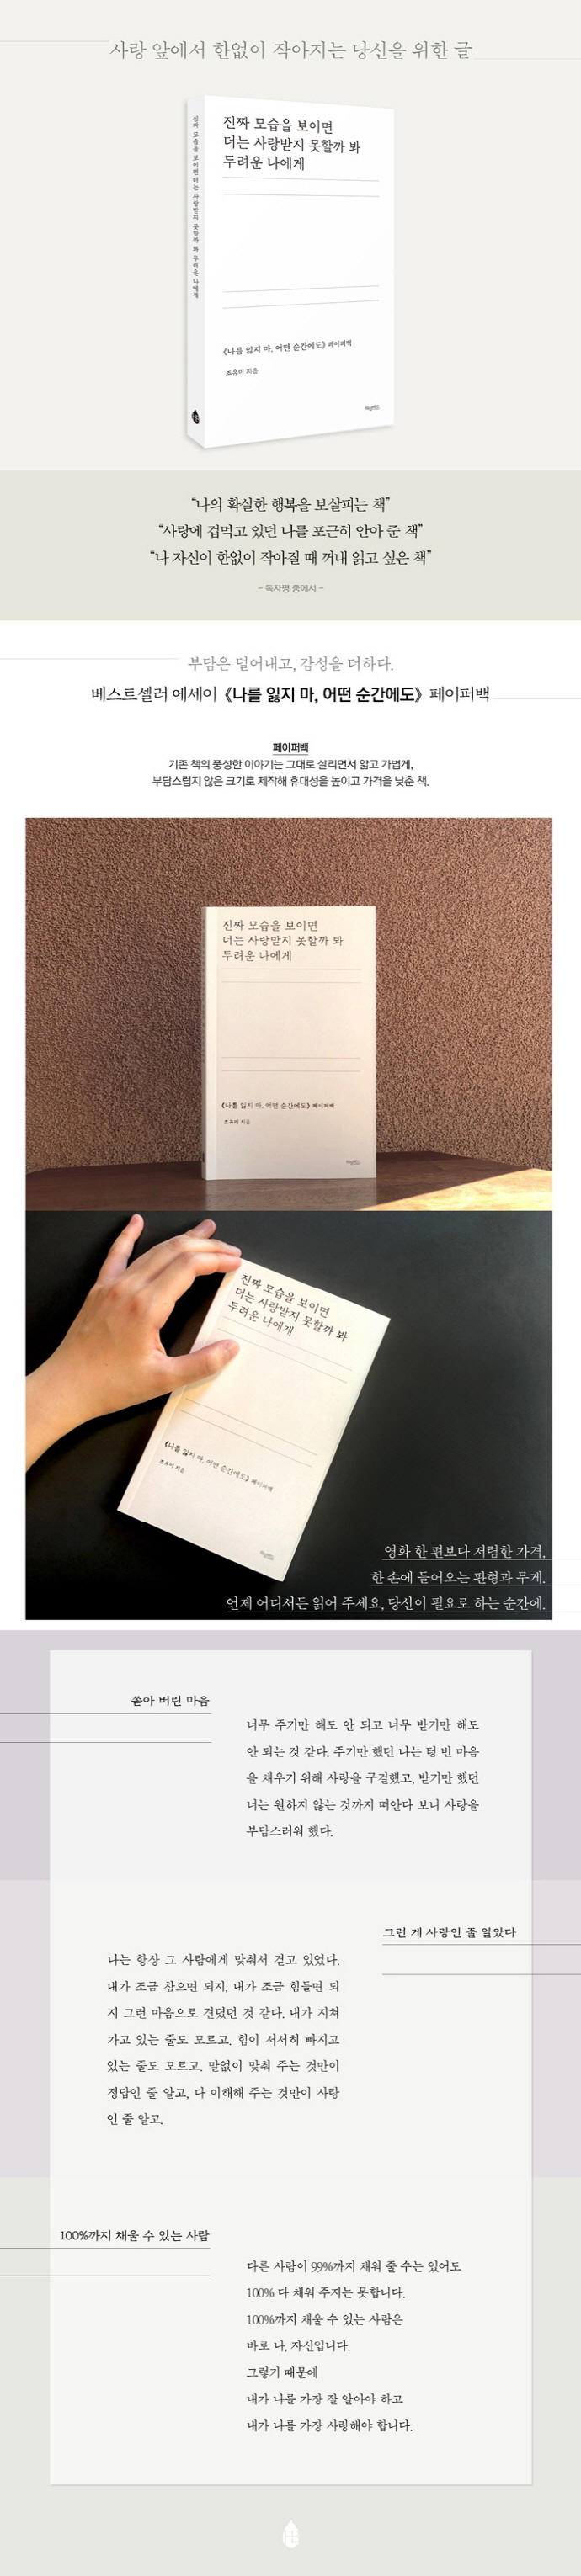 사랑 앞에서 한없이 작아지는 당신을 위한 글
진짜 모습을 보이면 더는 사랑받지 못할까 봐 두려운 나에게
진짜 모습을 보이면
더는 사랑받지 못할까 봐
두려운 나에게
《나를 잃지 마, 어떤 순간에도》 페이퍼백
조유미 지음
“나의 확실한 행복을 보살피는 책”
“사랑에 겁먹고 있던 나를 포근히 안아 준 책”
“나 자신이 한없이 작아질 때 꺼내 읽고 싶은 책”
– 독자평 중에서 –
부담은 덜어내고, 감성을 더하다.
베스트셀러 에세이 《나를 잃지 마, 어떤 순간에도》 페이퍼백
페이퍼백
기존 책의 풍성한 이야기는 그대로 살리면서 얇고 가볍게,
부담스럽지 않은 크기로 제작해 휴대성을 높이고 가격을 낮춘 책.
진짜 모습을 보이면
더는 사랑받지 못할까 봐
두려운 나에게
《나를 잃지 마, 어떤 순간에도》 페이퍼백
조유미 지음
진짜 모습을 보이면
더는 사랑받지 못할까 봐
두려운 나에게
《나를 잃지 마, 어떤 순간에도》 페이퍼백
조유미 지음
영화 한 편보다 저렴한 가격,
한 손에 들어오는 판형과 무게.
언제 어디서든 읽어 주세요, 당신이 필요로 하는 순간에.
쏟아 버린 마음
너무 주기만 해도 안 되고 너무 받기만 해도
안 되는 것 같다. 주기만 했던 나는 텅 빈 마음
을 채우기 위해 사랑을 구걸했고, 받기만 했던
너는 원하지 않는 것까지 떠안다 보니 사랑을
부담스러워 했다.
그런 게 사랑인 줄 알았다
나는 항상 그 사람에게 맞춰서 걷고 있었다.
내가 조금 참으면 되지, 내가 조금 힘들면 되
지 그런 마음으로 견뎠던 것 같다. 내가 지쳐
가고 있는 줄도 모르고, 힘이 서서히 빠지고
있는 줄도 모르고. 말없이 맞춰 주는 것만이
정답인 줄 알고, 다 이해해 주는 것만이 사랑
인 줄 알고.
100%까지 채울 수 있는 사람
다른 사람이 99%까지 채워 줄 수는 있어도
100% 다 채워 주지는 못합니다.
100%까지 채울 수 있는 사람은
바로 나, 자신입니다.
그렇기 때문에
내가 나를 가장 잘 알아야 하고
내가 나를 가장 사랑해야 합니다.